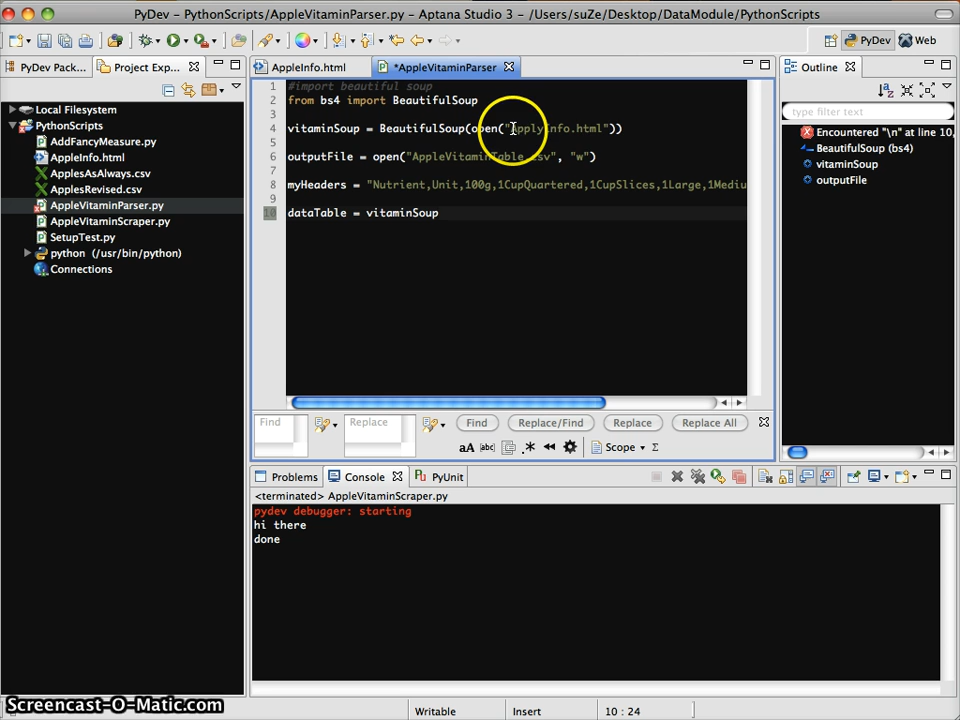 PyDev - PythonScripts/AppleVitaminParser.py - Aptana Studio 3 - /Users/suZe/Desktop/DataModule/PythonScripts
PyDev
Web
PyDev Pack...
Project Exp...
AppleInfo.html
*AppleVitaminParser
Outline
type filter text
Local Filesystem
PythonScripts
AddFancyMeasure.py
AppleInfo.html
ApplesAsAlways.csv
ApplesRevised.csv
AppleVitaminParser.py
AppleVitaminScraper.py
SetupTest.py
python (/usr/bin/python)
Connections
1 #import beautiful soup
2 from bs4 import BeautifulSoup
3
4 vitaminSoup = BeautifulSoup(open("ApplyInfo.html"))
5
6 outputFile = open("AppleVitaminTable.csv", "w")
7
8 myHeaders = "Nutrient,Unit,100g,1CupQuartered,1CupSlices,1Large,1Mediu
9
10 dataTable = vitaminSoup
Encountered "\n" at line 10,
BeautifulSoup (bs4)
vitaminSoup
outputFile
Find
Replace
Find
Replace/Find
Replace
Replace All
aA
abc
.*
Scope
Σ
Problems
Console
PyUnit
<terminated> AppleVitaminScraper.py
pydev debugger: starting
hi there
done
Screencast-O-Matic.com
Writable
Insert
10 : 24